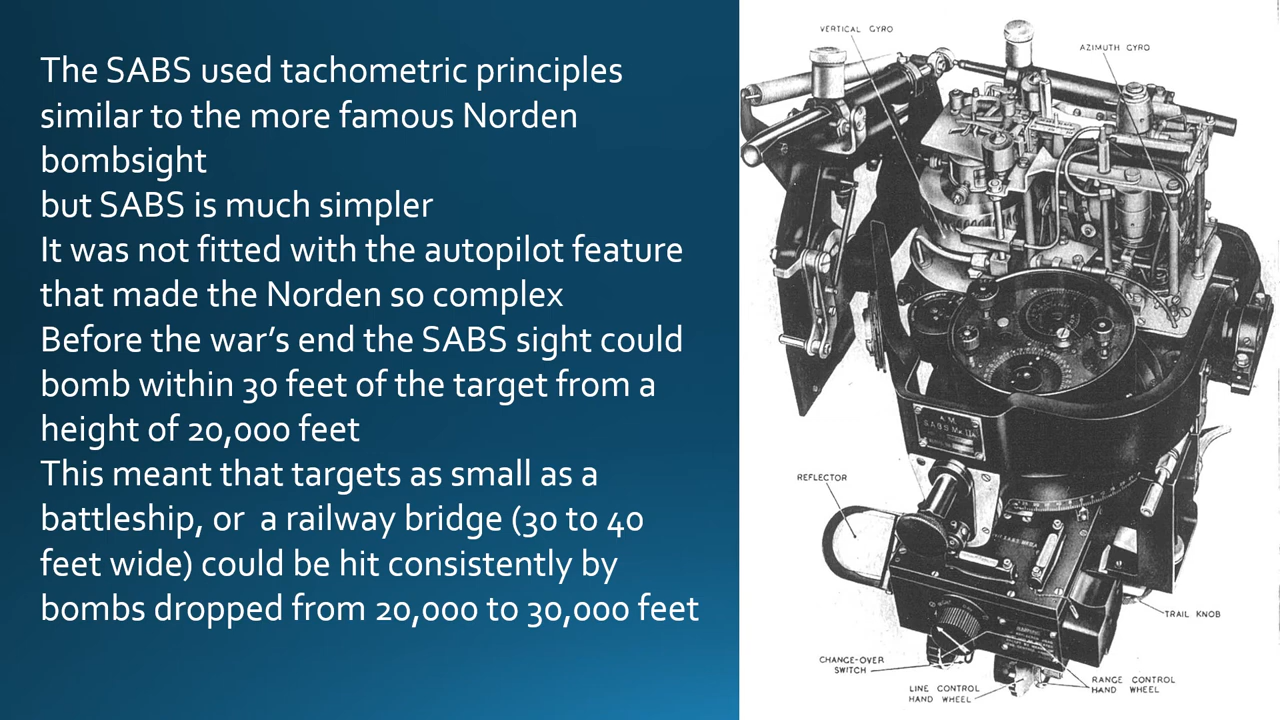 The SABS used tachometric principles
similar to the more famous Norden
bombsight
but SABS is much simpler
It was not fitted with the autopilot feature
that made the Norden so complex
Before the war's end the SABS sight could
bomb within 30 feet of the target from a
height of 20,000 feet
This meant that targets as small as a
battleship, or a railway bridge (30 to 40
feet wide) could be hit consistently by
bombs dropped from 20,000 to 30,000 feet
VERTICAL GYRO
AZIMUTH GYRO
A.M.
S.A.B.S Mk. IIA
REFLECTOR
TRAIL KNOB
CHANGE-OVER
SWITCH
LINE CONTROL
HAND WHEEL
RANGE CONTROL
HAND WHEEL